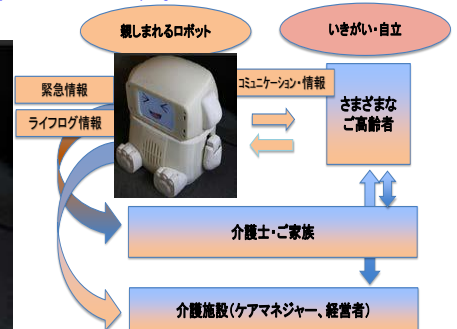 親しまれるロボット
いきがい・自立
緊急情報
コミュニケーション・情報
ライフログ情報
さまざまな
ご高齢者
介護士・ご家族
介護施設(ケアマネジャー、経営者)